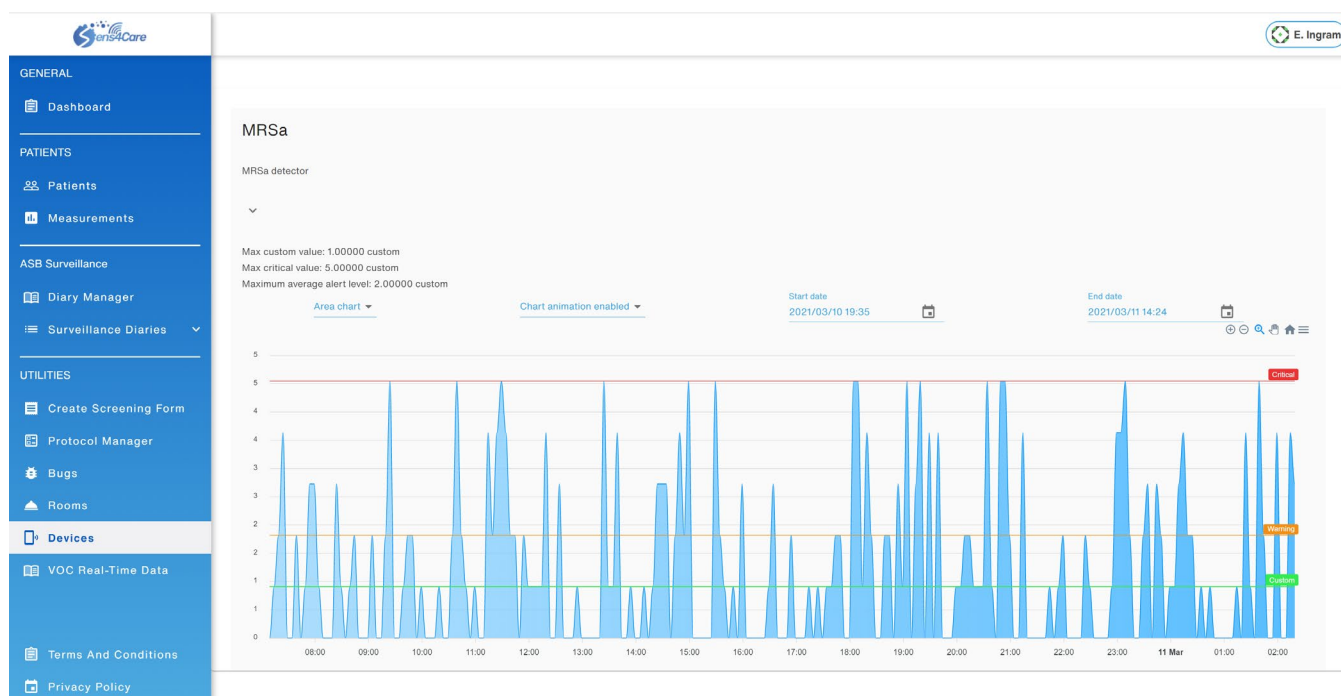 Sens4Care
E. Ingram
GENERAL
Dashboard
PATIENTS
Patients
Measurements
ASB Surveillance
Diary Manager
Surveillance Diaries
UTILITIES
Create Screening Form
Protocol Manager
Bugs
Rooms
Devices
VOC Real-Time Data
Terms And Conditions
Privacy Policy
MRSa
MRSa detector
Max custom value: 1.00000 custom
Max critical value: 5.00000 custom
Maximum average alert level: 2.00000 custom
Area chart
Chart animation enabled
Start date
2021/03/10 19:35
End date
2021/03/11 14:24
5
5
4
4
3
3
2
2
1
1
0
Critical
Warning
Custom
08:00 09:00 10:00 11:00 12:00 13:00 14:00 15:00 16:00 17:00 18:00 19:00 20:00 21:00 22:00 23:00 11 Mar 01:00 02:00